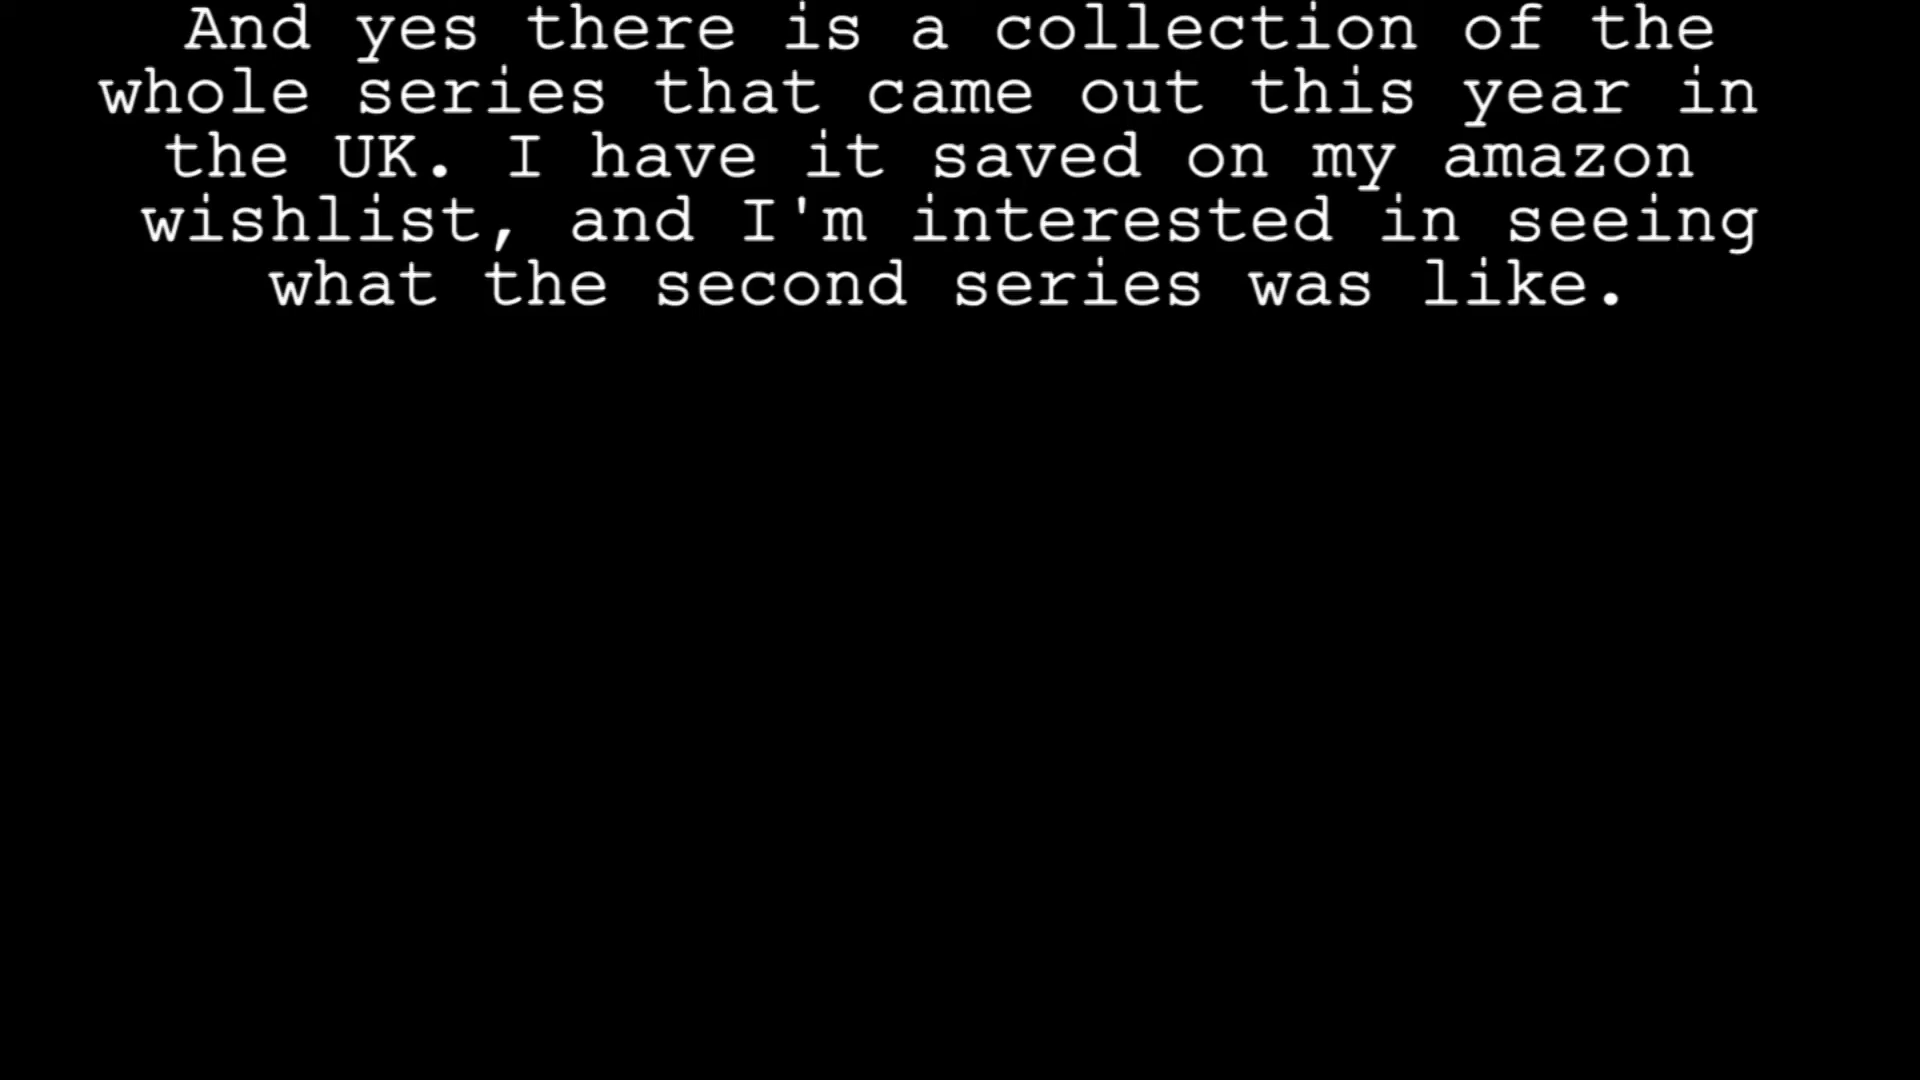 And yes there is a collection of the
whole series that came out this year in
the UK. I have it saved on my amazon
wishlist, and I'm interested in seeing
what the second series was like.